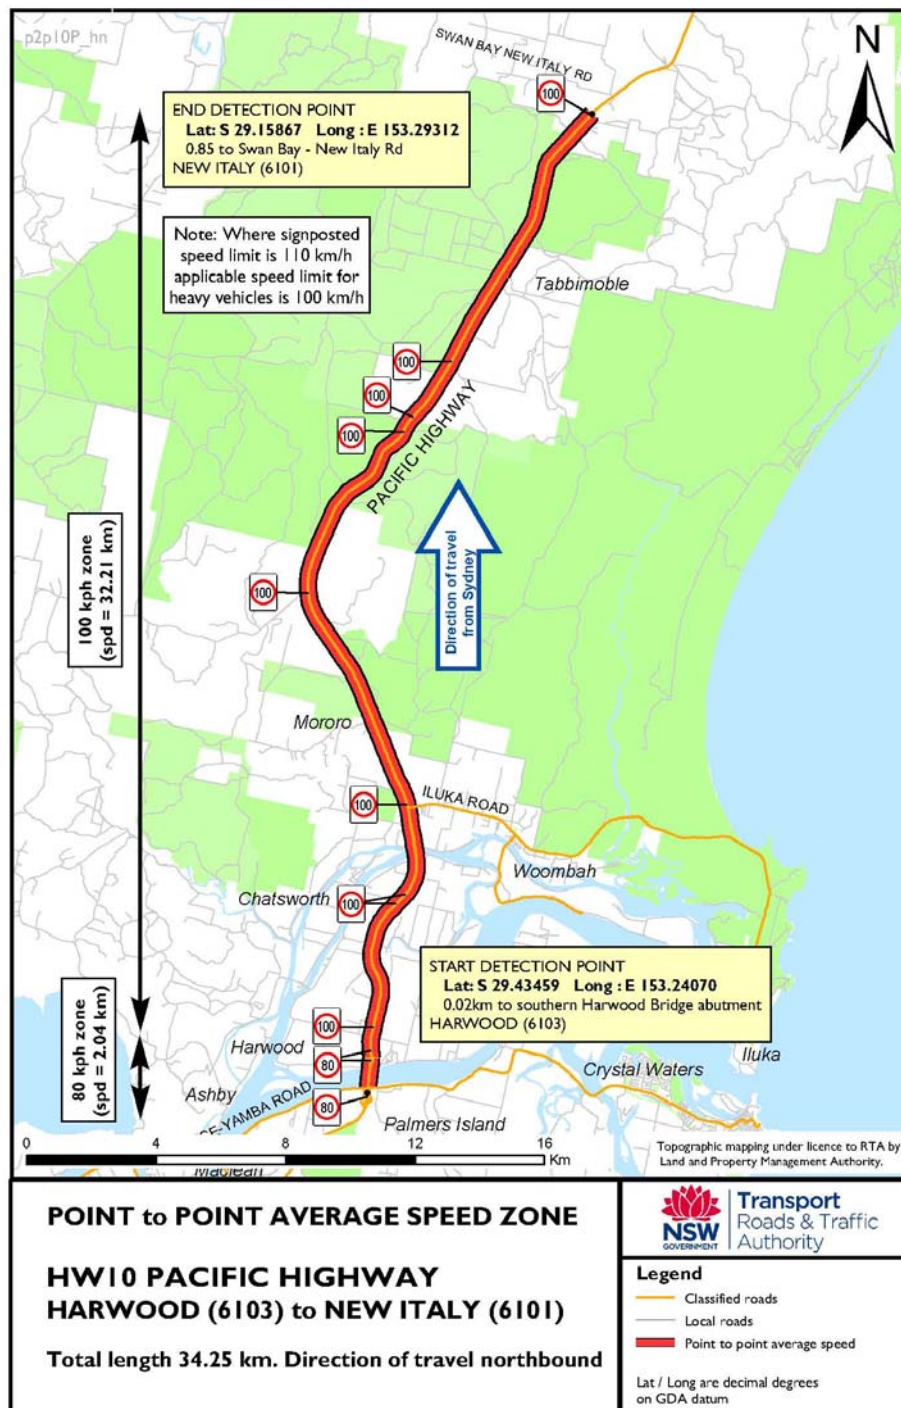 p2p10P_hn
SWAN BAY NEW ITALY RD
N
100
END DETECTION POINT
Lat: S 29.15867 Long : E 153.29312
0.85 to Swan Bay - New Italy Rd
NEW ITALY (6101)
Note: Where signposted
speed limit is 110 km/h
applicable speed limit for
heavy vehicles is 100 km/h
Tabbimoble
100
100
100
PACIFIC HIGHWAY
Direction of travel
from Sydney
100 kph zone
(spd = 32.21 km)
100
Mororo
100
ILUKA ROAD
Woombah
Chatsworth
100
START DETECTION POINT
Lat: S 29.43459 Long : E 153.24070
0.02km to southern Harwood Bridge abutment
HARWOOD (6103)
80 kph zone
(spd = 2.04 km)
100
Harwood
80
Iluka
Crystal Waters
Ashby
CE-YAMBA ROAD
80
Palmers Island
0 4 8 12 16
Km
Maclean
Topographic mapping under licence to RTA by
Land and Property Management Authority.
POINT to POINT AVERAGE SPEED ZONE
HW10 PACIFIC HIGHWAY
HARWOOD (6103) to NEW ITALY (6101)
Total length 34.25 km. Direction of travel northbound
NSW
GOVERNMENT
Transport
Roads & Traffic
Authority
Legend
Classified roads
Local roads
Point to point average speed
Lat / Long are decimal degrees
on GDA datum